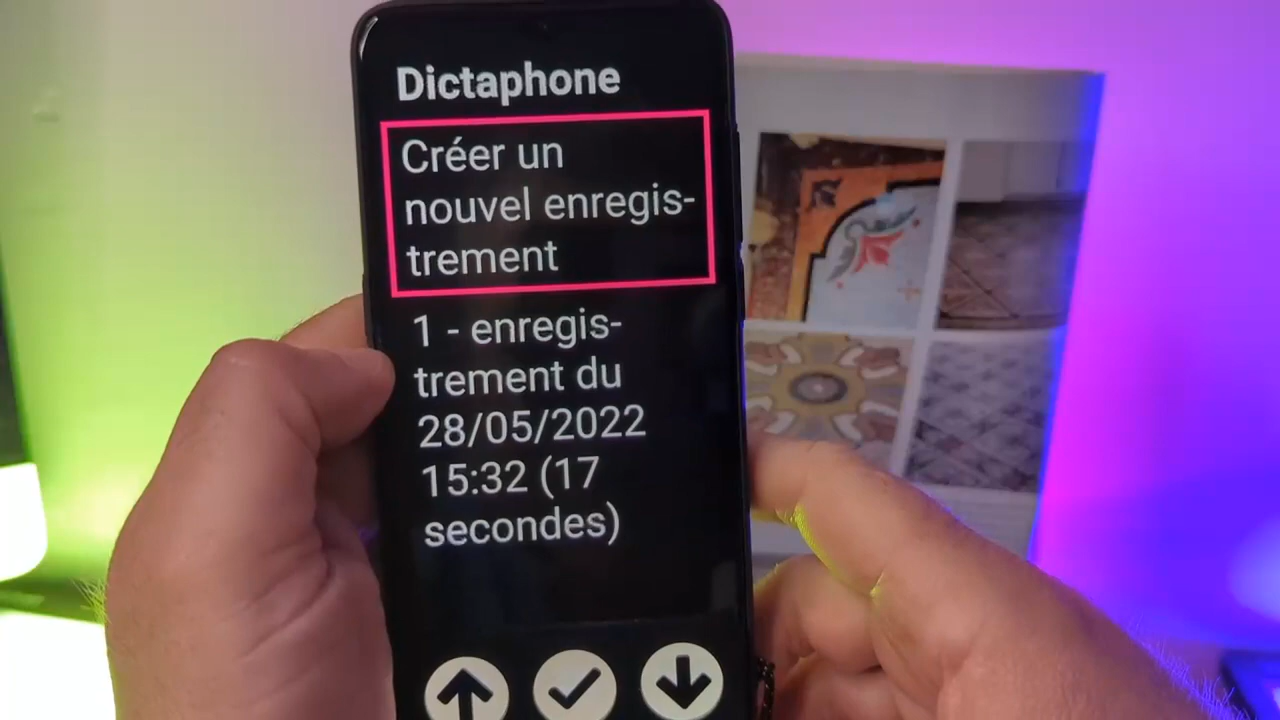 Dictaphone
Créer un
nouvel enregis-
trement
1 - enregis-
trement du
28/05/2022
15:32 (17
secondes)